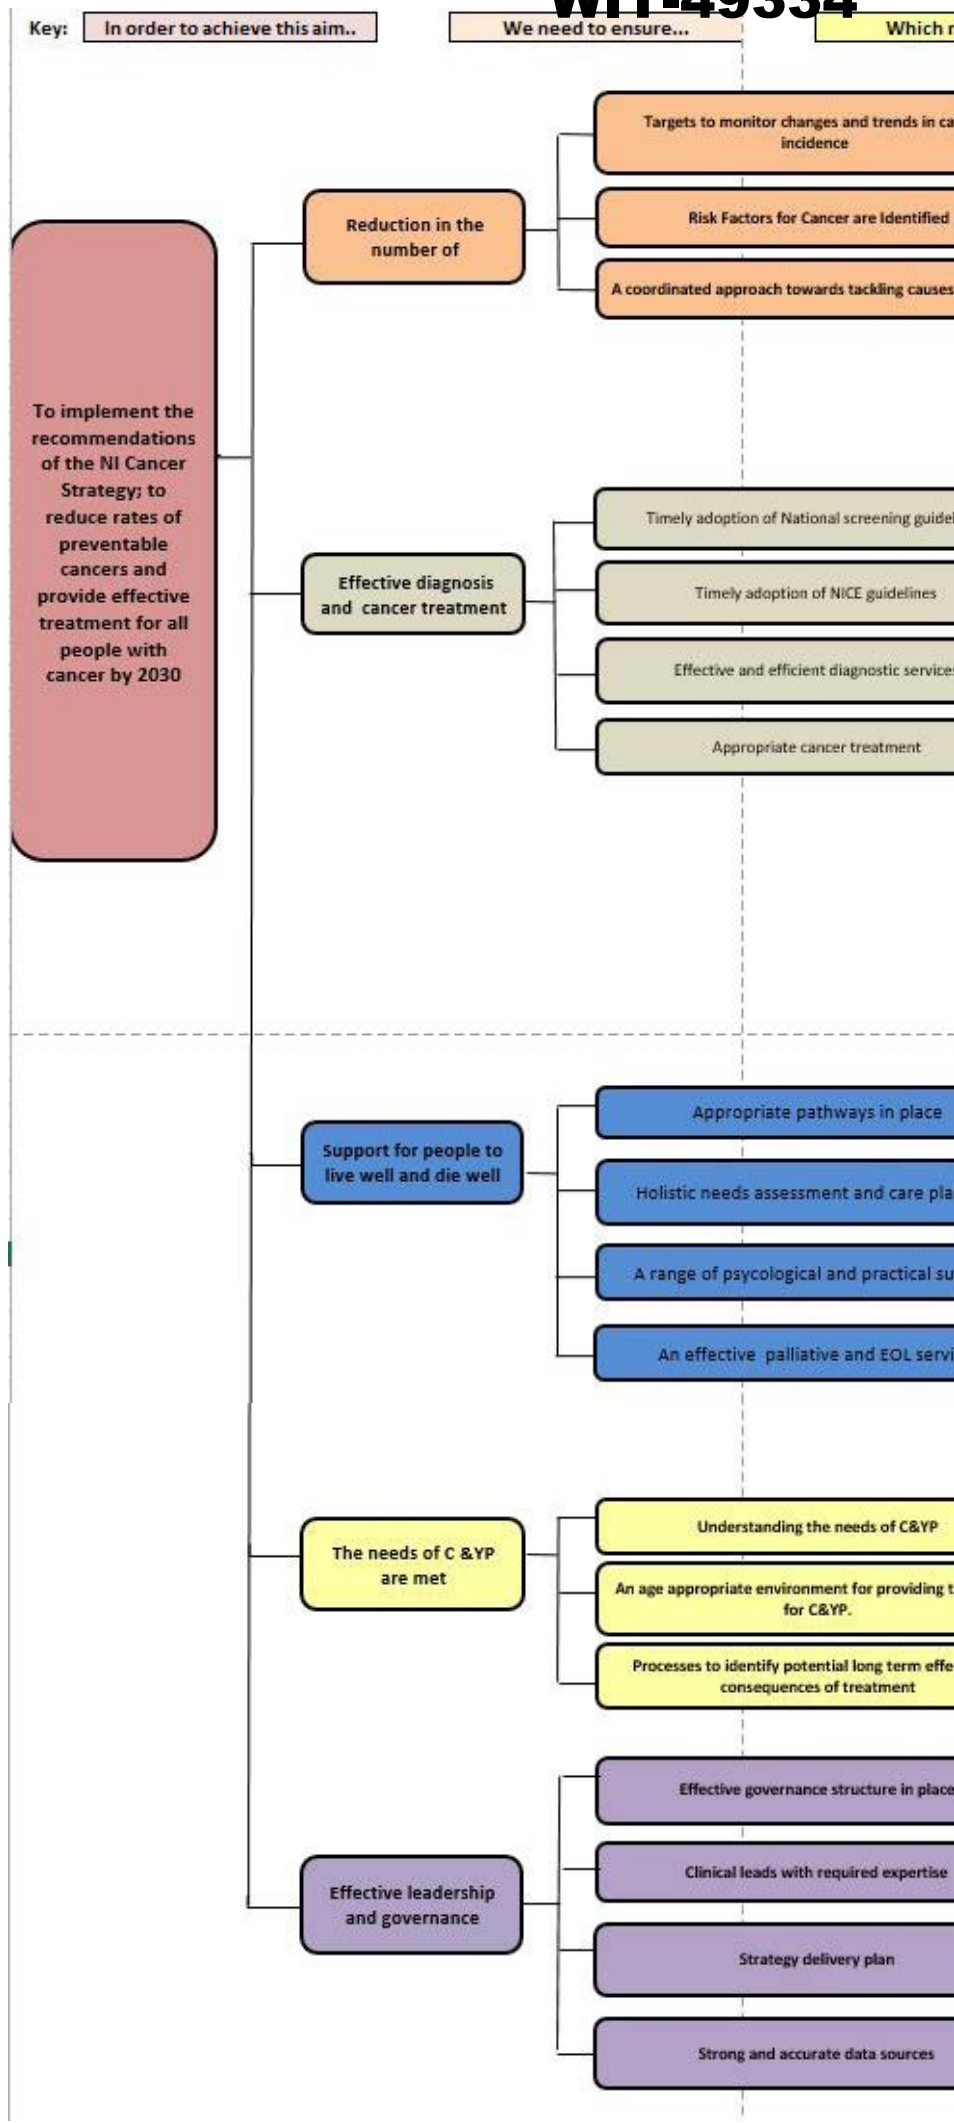 WIT-49334
Key:
In order to achieve this aim..
We need to ensure...
Which
To implement the
recommendations
of the NI Cancer
Strategy; to
reduce rates of
preventable
cancers and
provide effective
treatment for all
people with
cancer by 2030
Reduction in the
number of
Targets to monitor changes and trends in
incidence
Risk Factors for Cancer are Identified
A coordinated approach towards tackling causes
Effective diagnosis
and cancer treatment
Timely adoption of National screening
Timely adoption of NICE guidelines
Effective and efficient diagnostic services
Appropriate cancer treatment
Support for people to
live well and die well
Appropriate pathways in place
Holistic needs assessment and care
A range of psycological and practical
An effective palliative and EOL
The needs of C &YP
are met
Understanding the needs of C&YP
An age appropriate environment for providing
for C&YP.
Processes to identify potential long term
consequences of treatment
Effective leadership
and governance
Effective governance structure in place
Clinical leads with required expertise
Strategy delivery plan
Strong and accurate data sources